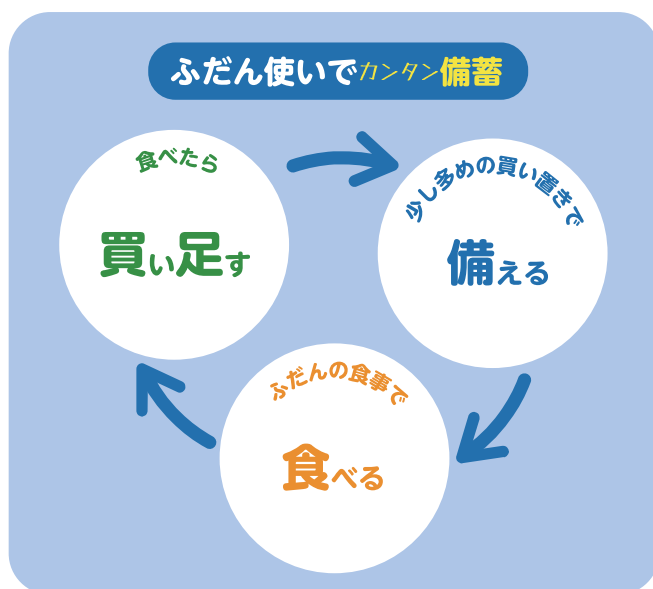 ふだん使いでカンタン備蓄
食べたら
買い足す
少し多めの買い置きで
備える
ふだんの食事で
食べる